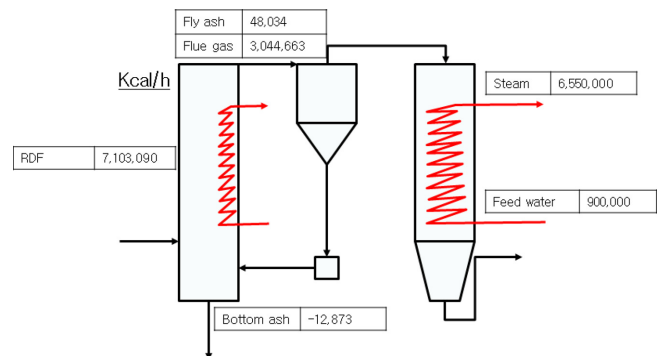 Fly ash 48,034
Flue gas 3,044,663
Kcal/h
Steam 6,550,000
RDF 7,103,090
Feed water 900,000
Bottom ash -12,873